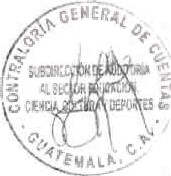 CONTRALORÍA GENERAL DE CUENTAS
SUBDIRECCIÓN DE AUDITORÍA
AL SECTOR EDUCACIÓN,
CIENCIA, CULTURA Y DEPORTES
GUATEMALA, C.A.